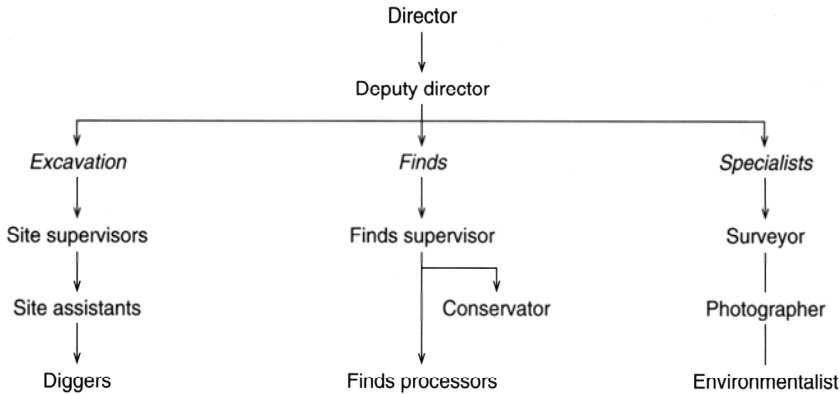 Director
Deputy director
Excavation
Finds
Specialists
Site supervisors
Finds supervisor
Surveyor
Site assistants
Conservator
Photographer
Diggers
Finds processors
Environmentalist